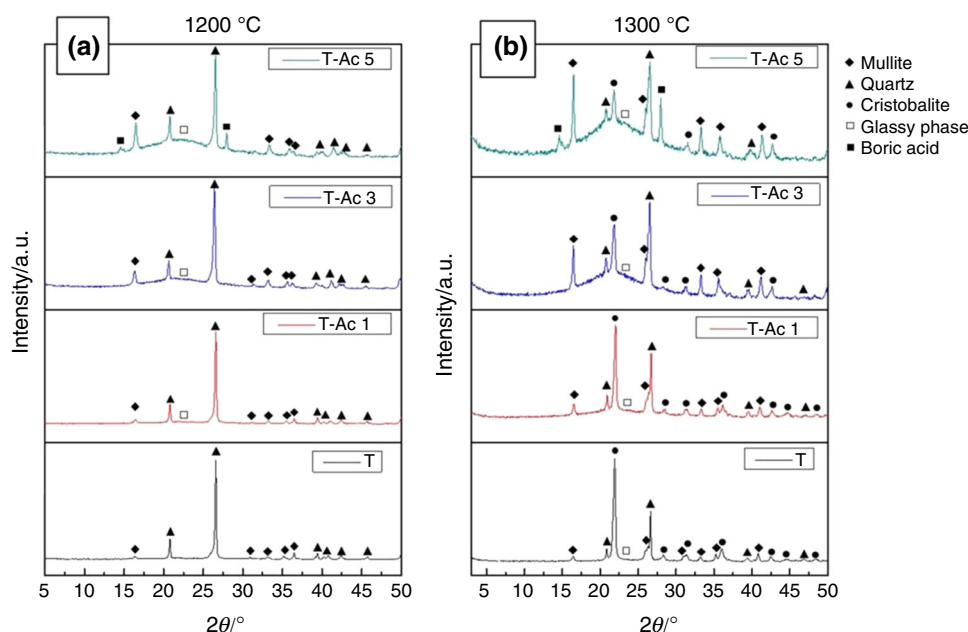 1200 °C
(a)
T-Ac 5
T-Ac 3
T-Ac 1
T
Intensity/a.u.
5 10 15 20 25 30 35 40 45 50
2θ/°
1300 °C
(b)
T-Ac 5
T-Ac 3
T-Ac 1
T
Intensity/a.u.
5 10 15 20 25 30 35 40 45 50
2θ/°
Mullite
Quartz
Cristobalite
Glassy phase
Boric acid